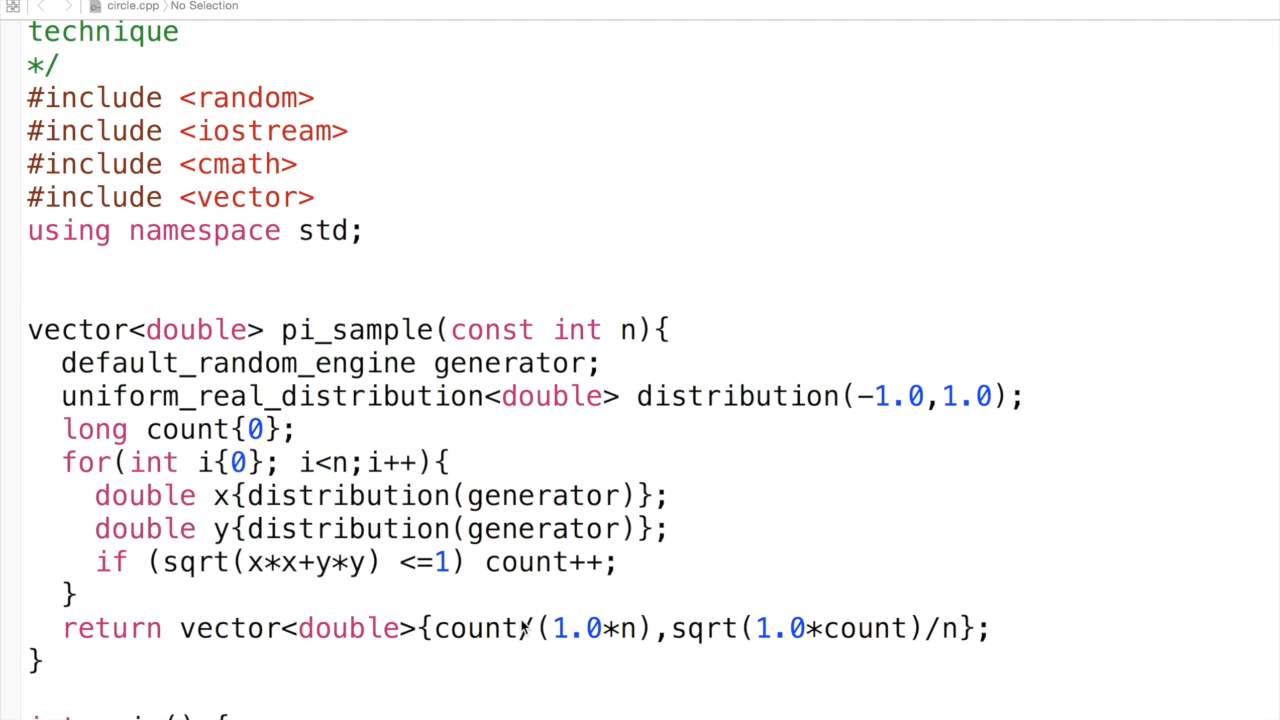 circle.cpp 〉No Selection
technique
*/
#include <random>
#include <iostream>
#include <cmath>
#include <vector>
using namespace std;
vector<double> pi_sample(const int n){
  default_random_engine generator;
  uniform_real_distribution<double> distribution(-1.0,1.0);
  long count{0};
  for(int i{0}; i<n;i++){
    double x{distribution(generator)};
    double y{distribution(generator)};
    if (sqrt(x*x+y*y) <=1) count++;
  }
  return vector<double>{count/(1.0*n),sqrt(1.0*count)/n};
}